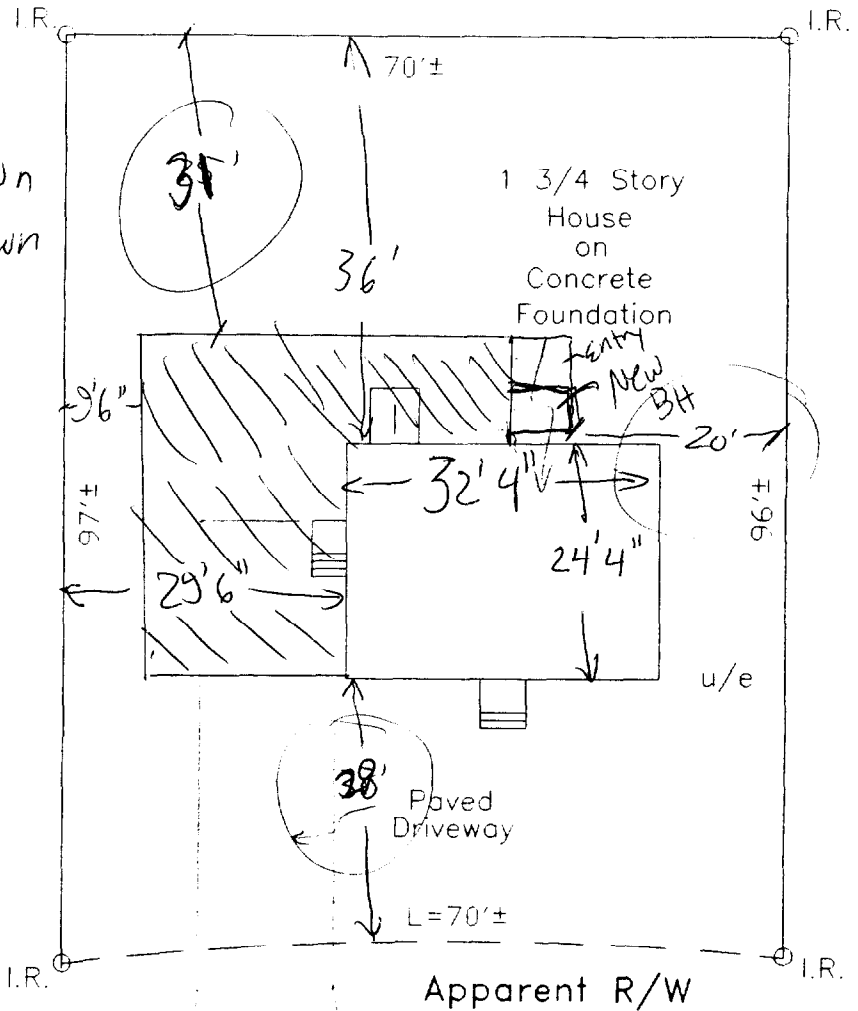 I.R.
I.R.
70'±
36'
1 3/4 Story
House
on
Concrete
Foundation
Entry
New
BH
9'6"
20'
32'4"
97'±
96'±
24'4"
29'6"
u/e
38'
Paved
Driveway
L=70'±
I.R.
I.R.
Apparent R/W